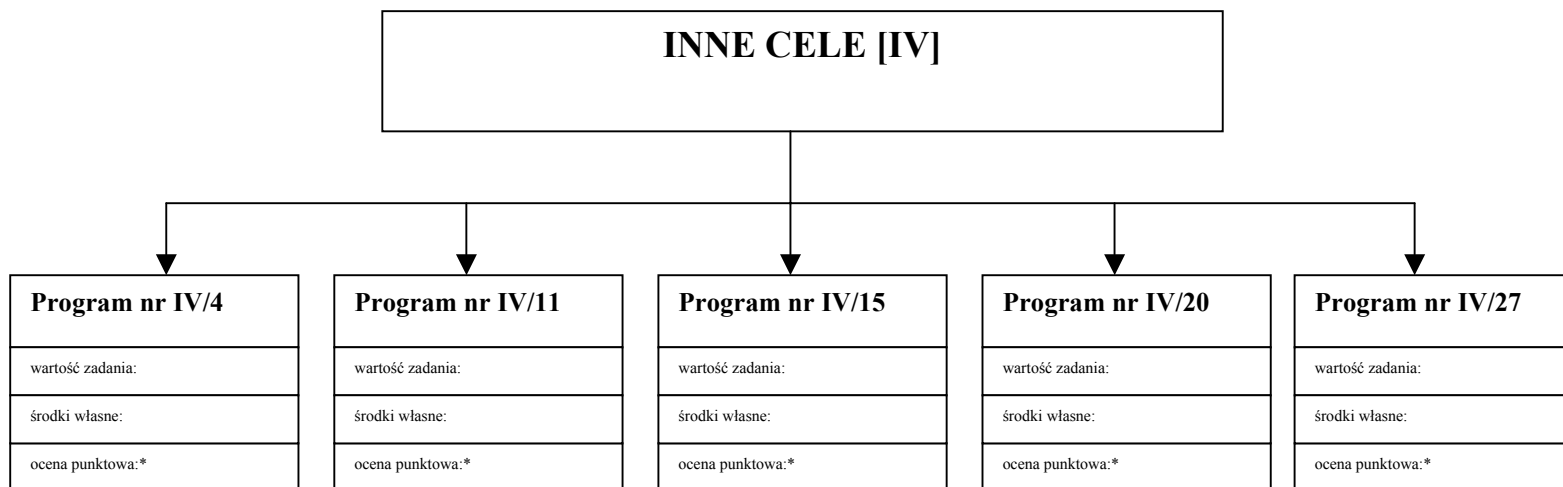 INNE CELE [IV]
Program nr IV/4
wartość zadania:
środki własne:
ocena punktowa:*
Program nr IV/11
wartość zadania:
środki własne:
ocena punktowa:*
Program nr IV/15
wartość zadania:
środki własne:
ocena punktowa:*
Program nr IV/20
wartość zadania:
środki własne:
ocena punktowa:*
Program nr IV/27
wartość zadania:
środki własne:
ocena punktowa:*